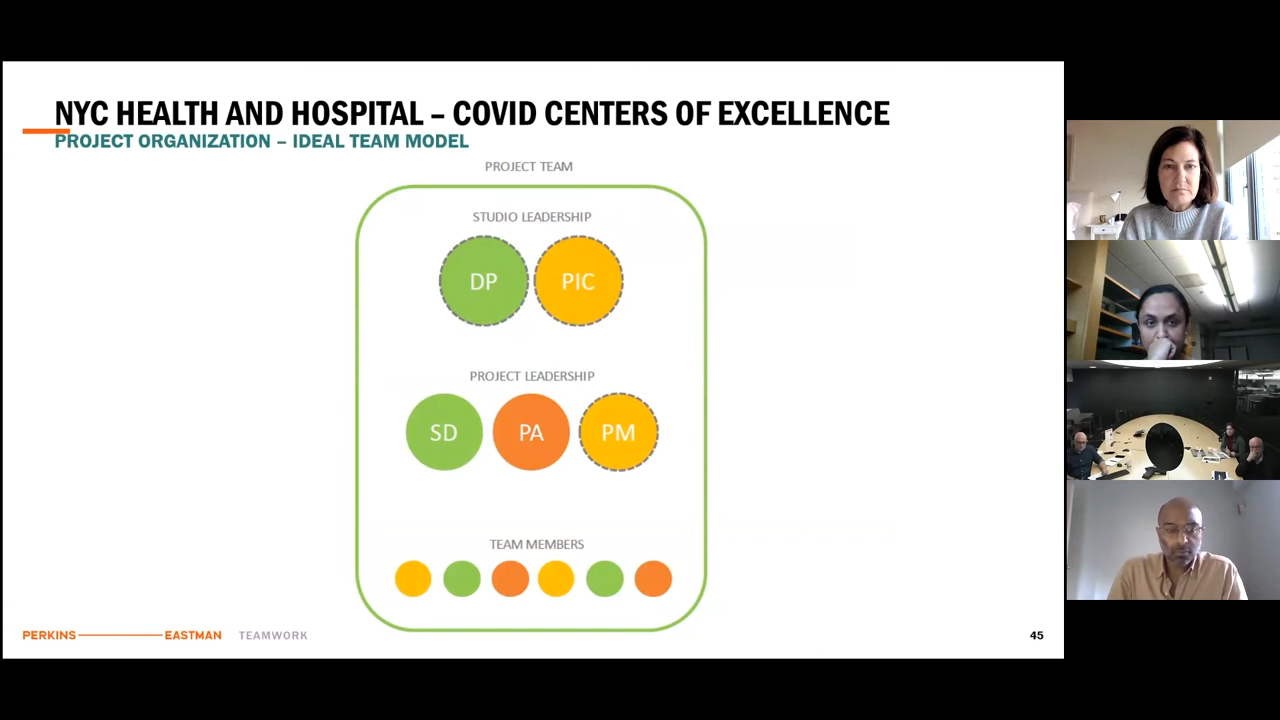 NYC HEALTH AND HOSPITAL – COVID CENTERS OF EXCELLENCE
PROJECT ORGANIZATION – IDEAL TEAM MODEL
PROJECT TEAM
STUDIO LEADERSHIP
DP PIC
PROJECT LEADERSHIP
SD PA PM
TEAM MEMBERS
PERKINS EASTMAN TEAMWORK 45